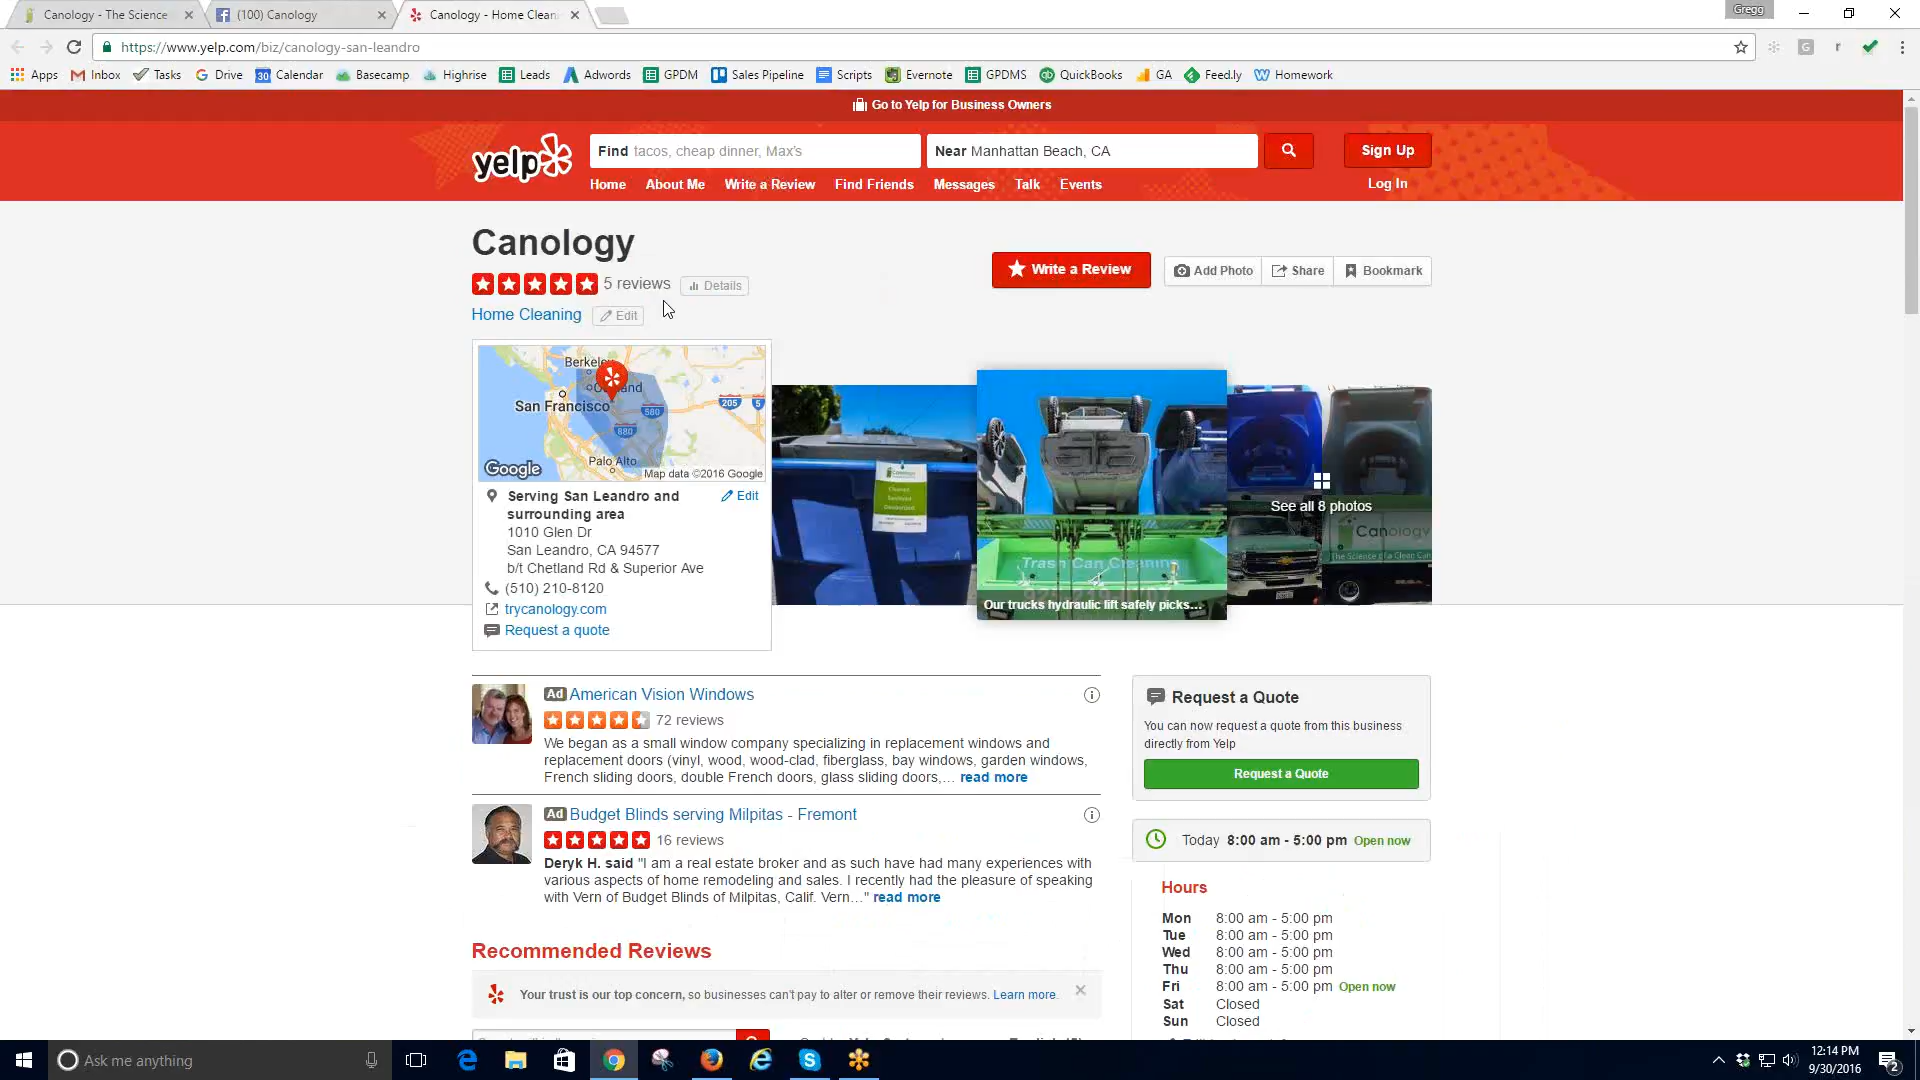 Canology - The Science
(100) Canology
Canology - Home Clean
Gregg
https://www.yelp.com/biz/canology-san-leandro
Apps Inbox Tasks Drive Calendar Basecamp Highrise Leads Adwords GPDM Sales Pipeline Scripts Evernote GPDMS QuickBooks GA Feed.ly Homework
Go to Yelp for Business Owners
yelp
Find tacos, cheap dinner, Max's
Near Manhattan Beach, CA
Sign Up
Home About Me Write a Review Find Friends Messages Talk Events
Log In
Canology
5 reviews Details
Write a Review
Add Photo Share Bookmark
Home Cleaning Edit
Berkeley
Oakland
San Francisco
580
205
5
880
Palo Alto
Google
Map data ©2016 Google
Serving San Leandro and Edit
surrounding area
1010 Glen Dr
San Leandro, CA 94577
b/t Chetland Rd & Superior Ave
(510) 210-8120
trycanology.com
Request a quote
Canology
Cleaned
Sanitized
Deodorized
Trash Can Cleaning
Our trucks hydraulic lift safely picks...
See all 8 photos
Canology
The Science of a Clean Can
Ad American Vision Windows
72 reviews
We began as a small window company specializing in replacement windows and
replacement doors (vinyl, wood, wood-clad, fiberglass, bay windows, garden windows,
French sliding doors, double French doors, glass sliding doors,... read more
Ad Budget Blinds serving Milpitas - Fremont
16 reviews
Deryk H. said "I am a real estate broker and as such have had many experiences with
various aspects of home remodeling and sales. I recently had the pleasure of speaking
with Vern of Budget Blinds of Milpitas, Calif. Vern…" read more
Recommended Reviews
Your trust is our top concern, so businesses can't pay to alter or remove their reviews. Learn more.
Request a Quote
You can now request a quote from this business
directly from Yelp
Request a Quote
Today 8:00 am - 5:00 pm Open now
Hours
Mon 8:00 am - 5:00 pm
Tue 8:00 am - 5:00 pm
Wed 8:00 am - 5:00 pm
Thu 8:00 am - 5:00 pm
Fri 8:00 am - 5:00 pm Open now
Sat Closed
Sun Closed
Ask me anything
12:14 PM
9/30/2016
2